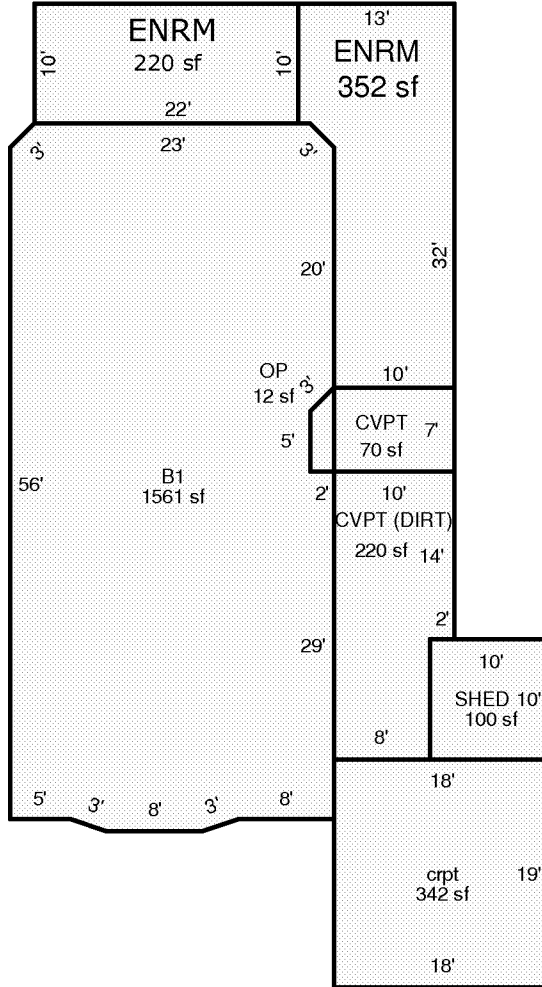 ENRM
220 sf
10'
10'
22'
13'
ENRM
352 sf
32'
3'
23'
3'
20'
OP
12 sf
3'
5'
2'
10'
CVPT
70 sf
7'
56'
B1
1561 sf
10'
CVPT (DIRT)
220 sf
14'
2'
29'
8'
10'
SHED 10'
100 sf
5'
3'
8'
3'
8'
18'
crpt
342 sf
19'
18'